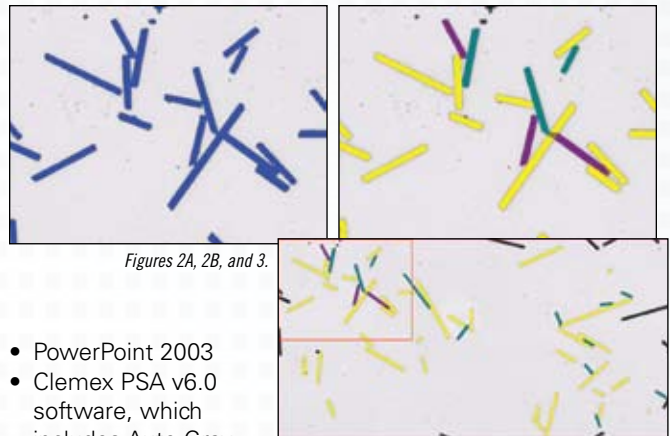 Figures 2A, 2B, and 3.
• PowerPoint 2003
• Clemex PSA v6.0
software, which